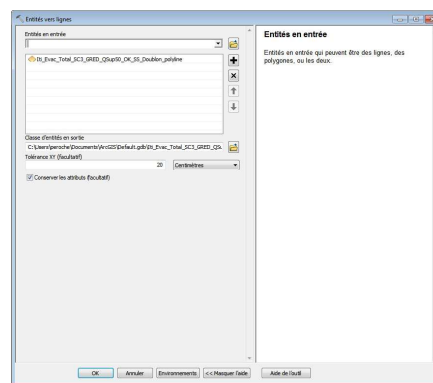 Entités vers lignes
Entités en entrée
Iti_Evac_Total_SC3_GRED_QSup50_OK_S5_Doublon_polyline
Classe d'entités en sortie
C:\Users\peroche\Documents\ArcGIS\Default.gdb\Iti_Evac_Total_SC3_GRED_QSu
Tolérance XY (facultatif)
20 Centimètres
Conserver les attributs (facultatif)
OK Annuler Environnements... << Masquer l'aide
Entités en entrée
Entités en entrée qui peuvent être des lignes, des
polygones, ou les deux.
Aide de l'outil